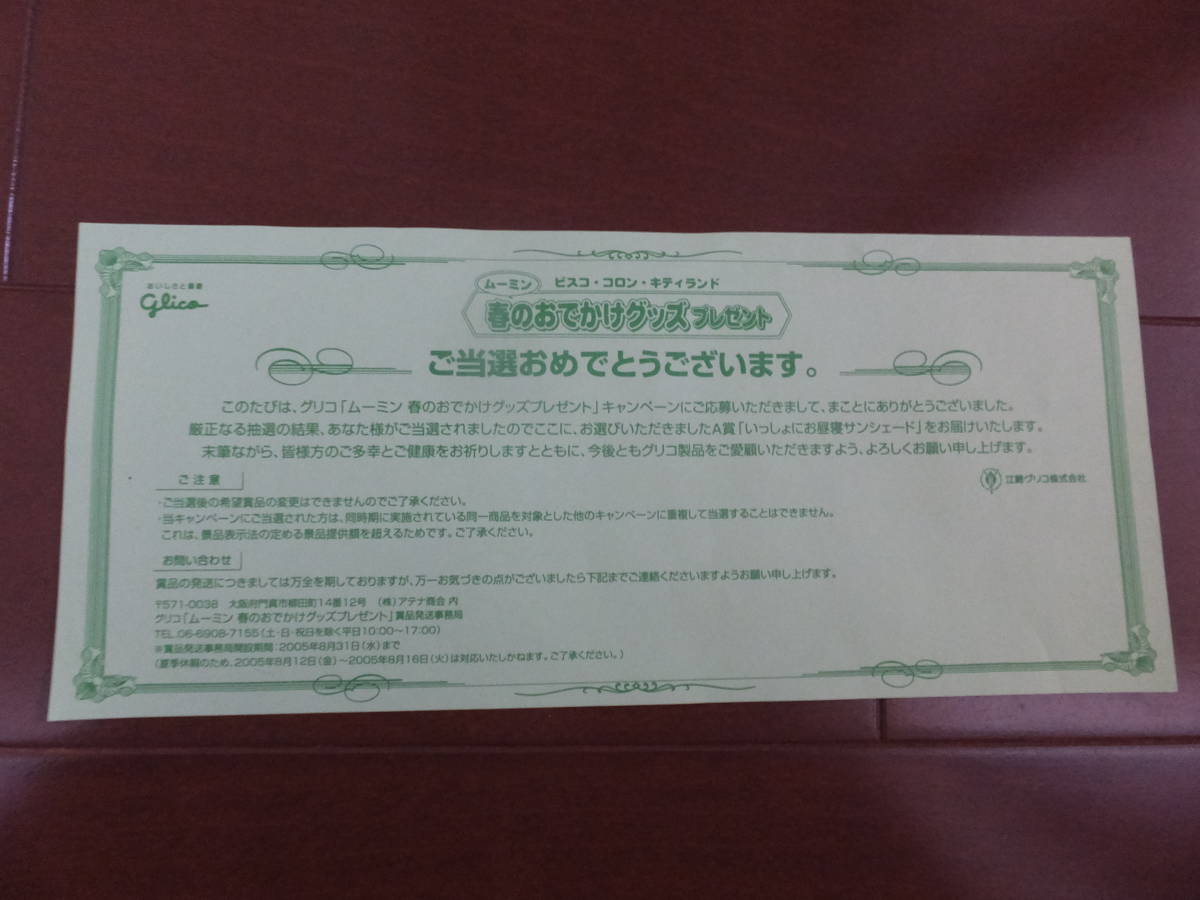 おいしさと健康
Glico
ムーミン ビスコ・コロン・キティランド
春のおでかけグッズプレゼント
ご当選おめでとうございます。
このたびは、グリコ「ムーミン 春のおでかけグッズプレゼント」キャンペーンにご応募いただきまして、まことにありがとうございました。
厳正なる抽選の結果、あなた様がご当選されましたのでここに、お選びいただきましたA賞「いっしょにお昼寝サンシェード」をお届けいたします。
末筆ながら、皆様方のご多幸とご健康をお祈りしますとともに、今後ともグリコ製品をご愛顧いただきますよう、よろしくお願い申し上げます。
江崎グリコ株式会社
ご注意
・ご当選後の希望賞品の変更はできませんのでご了承ください。
・当キャンペーンにご当選された方は、同時期に実施されている同一商品を対象とした他のキャンペーンに重複して当選することはできません。
これは、景品表示法の定める景品提供額を超えるためです。ご了承ください。
お問い合わせ
賞品の発送につきましては万全を期しておりますが、万一お気づきの点がございましたら下記までご連絡くださいますようお願い申し上げます。
〒571-0038 大阪府門真市柳田町14番12号 (株)アテナ商会 内
グリコ「ムーミン 春のおでかけグッズプレゼント」賞品発送事務局
TEL.06-6908-7155(土・日・祝日を除く平日10:00〜17:00)
※賞品発送事務局開設期間:2005年8月31日(水)まで
(夏季休暇のため、2005年8月12日(金)〜2005年8月16日(火)は対応いたしかねます。ご了承ください。)